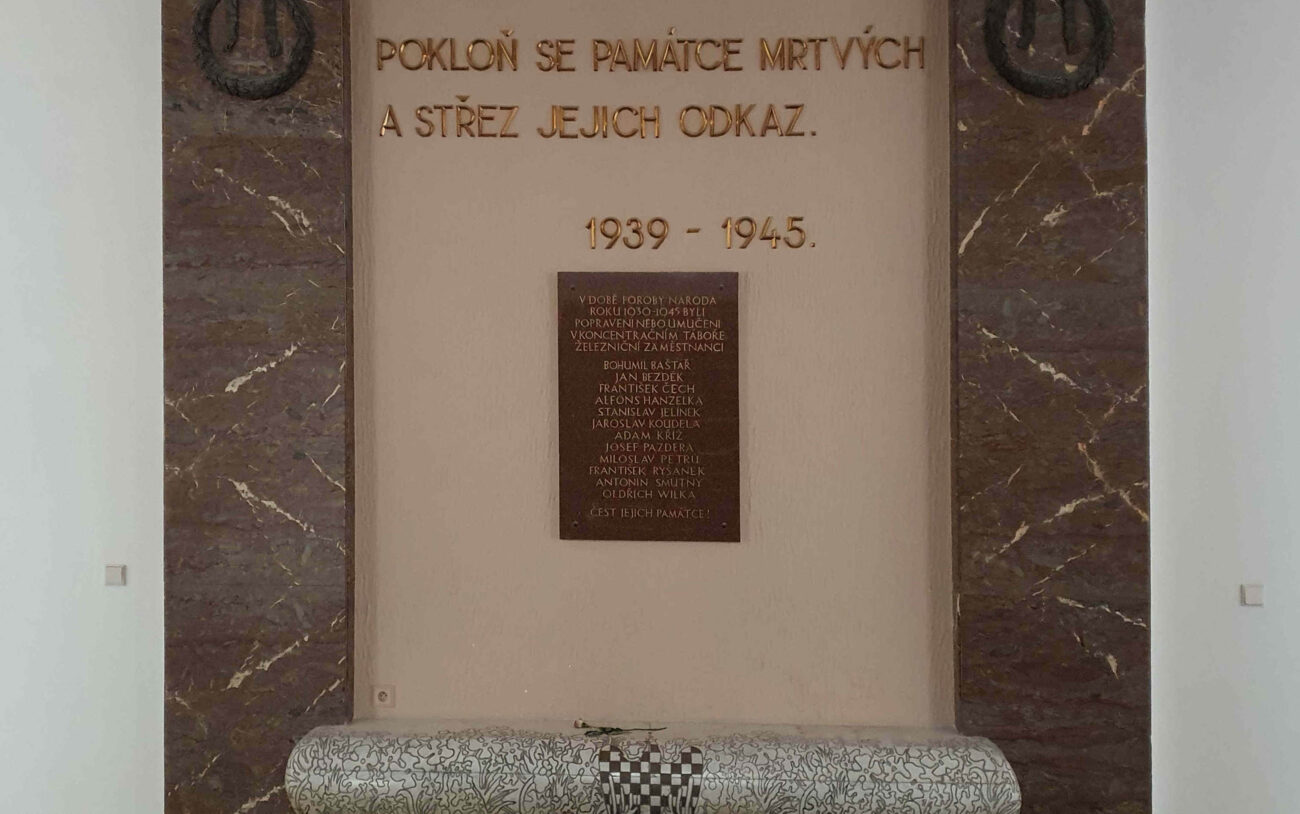 POKLOŇ SE PAMÁTCE MRTVÝCH
A STŘEZ JEJICH ODKAZ.
1939 - 1945.
V DOBĚ POROBY NÁRODA
ROKU 1939-1945 BYLI
POPRAVENI NEBO UMUČENI
V KONCENTRAČNÍM TÁBOŘE
ŽELEZNIČNÍ ZAMĚSTNANCI
BOHUMIL BAŠTAŘ
JAN BEZDĚK
FRANTIŠEK ČECH
ALFONS HANZELKA
STANISLAV JELÍNEK
JAROSLAV KOUDELA
ADAM KŘÍŽ
JOSEF PAZDERA
MILOSLAV PETRŮ
FRANTIŠEK RYŠÁNEK
ANTONÍN SMUTNÝ
OLDŘICH WILKA
ČEST JEJICH PAMÁTCE!